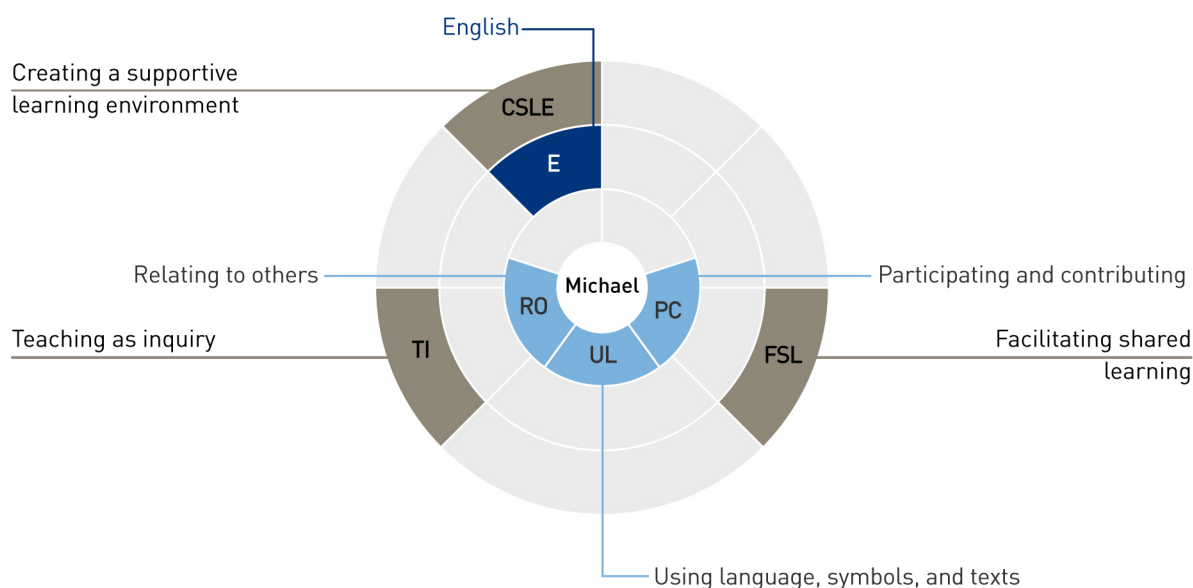 English
Creating a supportive
learning environment
CSLE
E
Relating to others
Michael
Participating and contributing
RO
PC
Teaching as inquiry
TI
UL
FSL
Facilitating shared
learning
Using language, symbols, and texts